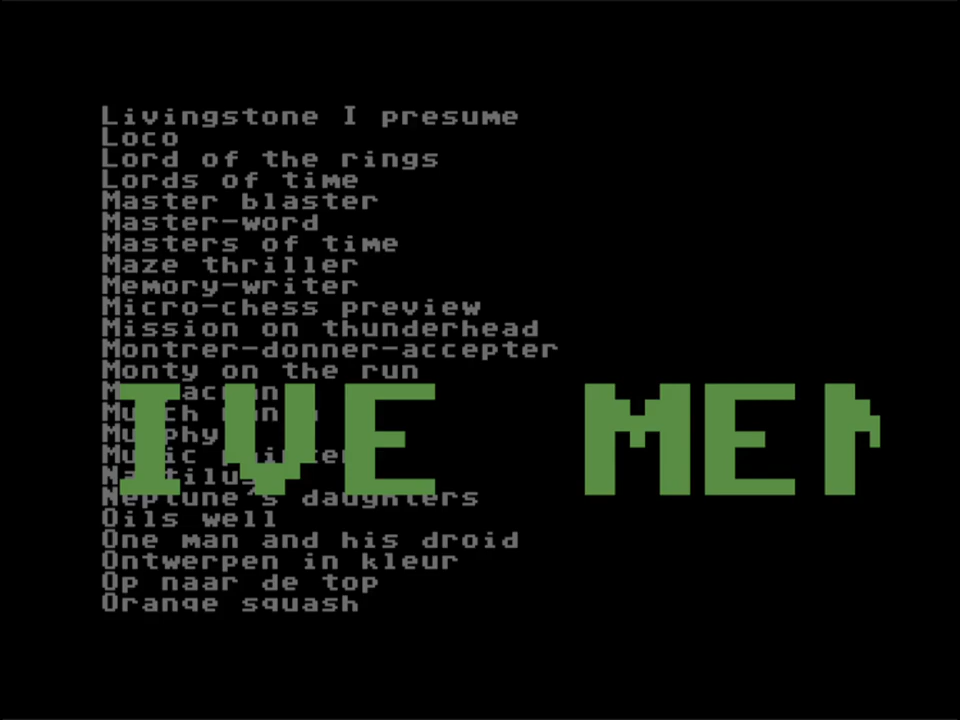 Livingstone I presume
Loco
Lord of the rings
Lords of time
Master blaster
Master-word
Masters of time
Maze thriller
Memory-writer
Micro-chess preview
Mission on thunderhead
Montrer-donner-accepter
Monty on the run
IVE MEN
Neptune's daughters
Oils well
One man and his droid
Ontwerpen in kleur
Op naar de top
Orange squash